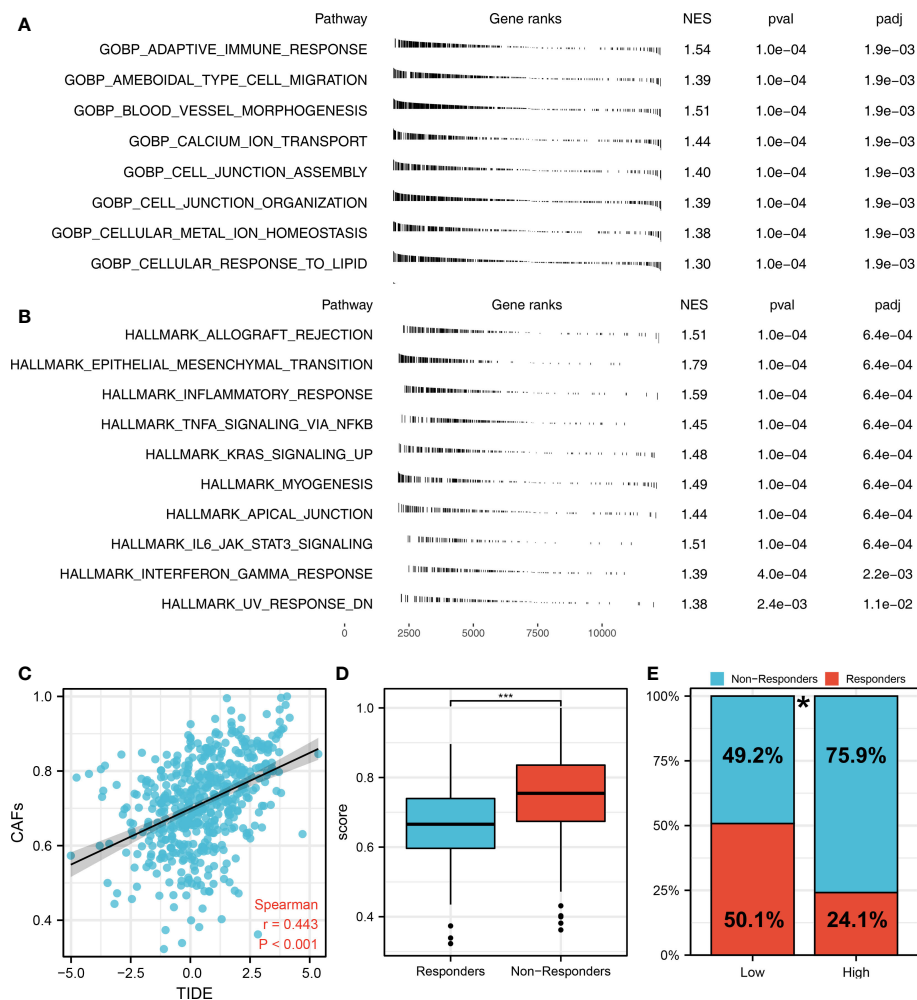 A
Pathway Gene ranks NES pval padj
GOBP_ADAPTIVE_IMMUNE_RESPONSE 1.54 1.0e−04 1.9e−03
GOBP_AMEBOIDAL_TYPE_CELL_MIGRATION 1.39 1.0e−04 1.9e−03
GOBP_BLOOD_VESSEL_MORPHOGENESIS 1.51 1.0e−04 1.9e−03
GOBP_CALCIUM_ION_TRANSPORT 1.44 1.0e−04 1.9e−03
GOBP_CELL_JUNCTION_ASSEMBLY 1.40 1.0e−04 1.9e−03
GOBP_CELL_JUNCTION_ORGANIZATION 1.39 1.0e−04 1.9e−03
GOBP_CELLULAR_METAL_ION_HOMEOSTASIS 1.38 1.0e−04 1.9e−03
GOBP_CELLULAR_RESPONSE_TO_LIPID 1.30 1.0e−04 1.9e−03
B
Pathway Gene ranks NES pval padj
HALLMARK_ALLOGRAFT_REJECTION 1.51 1.0e−04 6.4e−04
HALLMARK_EPITHELIAL_MESENCHYMAL_TRANSITION 1.79 1.0e−04 6.4e−04
HALLMARK_INFLAMMATORY_RESPONSE 1.59 1.0e−04 6.4e−04
HALLMARK_TNFA_SIGNALING_VIA_NFKB 1.45 1.0e−04 6.4e−04
HALLMARK_KRAS_SIGNALING_UP 1.48 1.0e−04 6.4e−04
HALLMARK_MYOGENESIS 1.49 1.0e−04 6.4e−04
HALLMARK_APICAL_JUNCTION 1.44 1.0e−04 6.4e−04
HALLMARK_IL6_JAK_STAT3_SIGNALING 1.51 1.0e−04 6.4e−04
HALLMARK_INTERFERON_GAMMA_RESPONSE 1.39 4.0e−04 2.2e−03
HALLMARK_UV_RESPONSE_DN 1.38 2.4e−03 1.1e−02
0 2500 5000 7500 10000
C
1.0
0.8
0.6
0.4
CAFs
Spearman
r = 0.443
P < 0.001
−5.0 −2.5 0.0 2.5 5.0
TIDE
D
***
1.0
0.8
0.6
0.4
score
Responders Non−Responders
E
Non−Responders Responders
*
100%
75%
50%
25%
0%
49.2% 75.9%
50.1% 24.1%
Low High